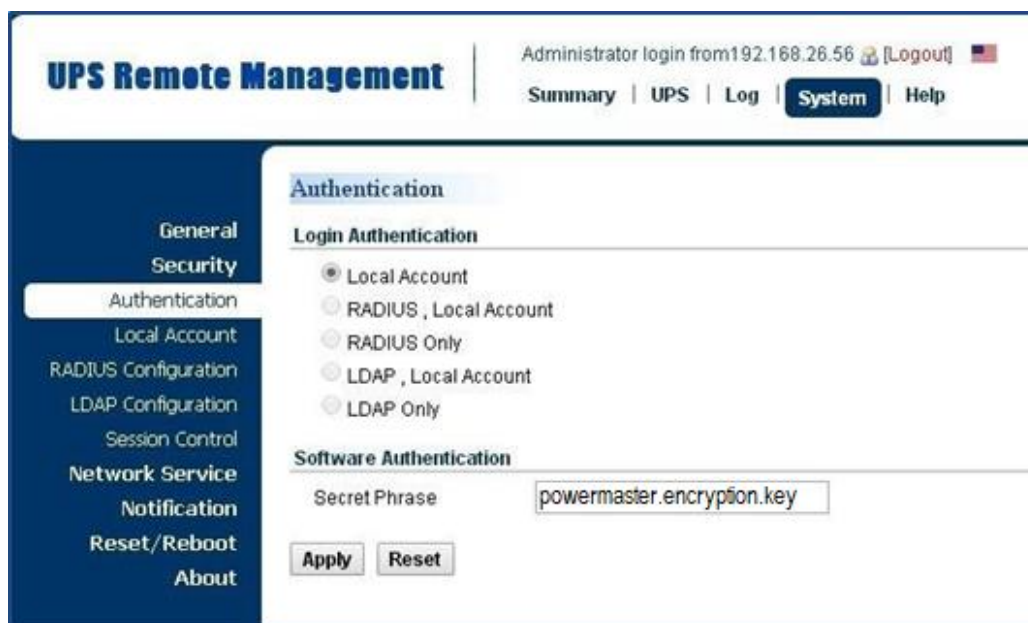 UPS Remote Management
Administrator login from192.168.26.56 [Logout]
Summary | UPS | Log | System | Help
General
Security
Authentication
Local Account
RADIUS Configuration
LDAP Configuration
Session Control
Network Service
Notification
Reset/Reboot
About
Authentication
Login Authentication
Local Account
RADIUS , Local Account
RADIUS Only
LDAP , Local Account
LDAP Only
Software Authentication
Secret Phrase powermaster.encryption.key
Apply Reset